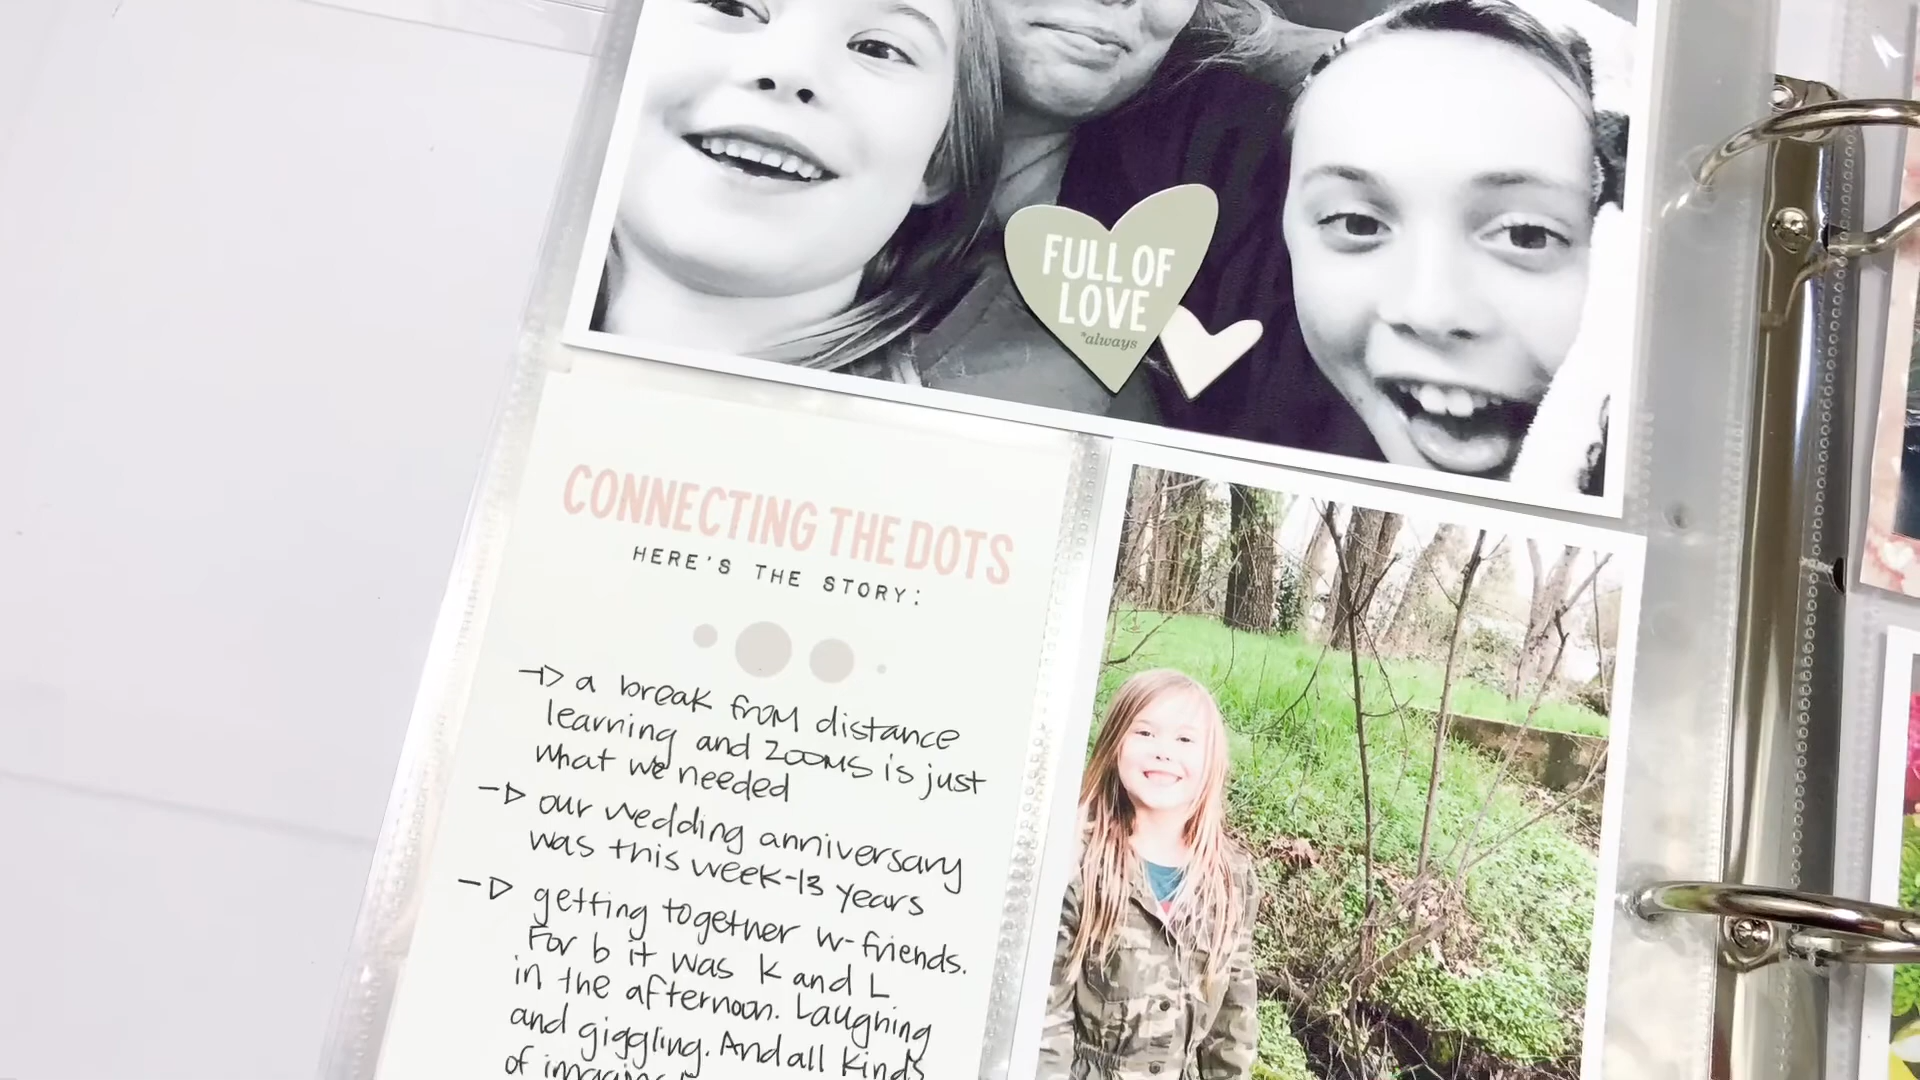 FULL OF
LOVE
*always
CONNECTING THE DOTS
HERE'S THE STORY:
a break from distance
learning and zooms is just
what we needed
our wedding anniversary
was this week-13 years
getting together w-friends.
For b it was K and L
in the afternoon. Laughing
and giggling. And all kinds
of